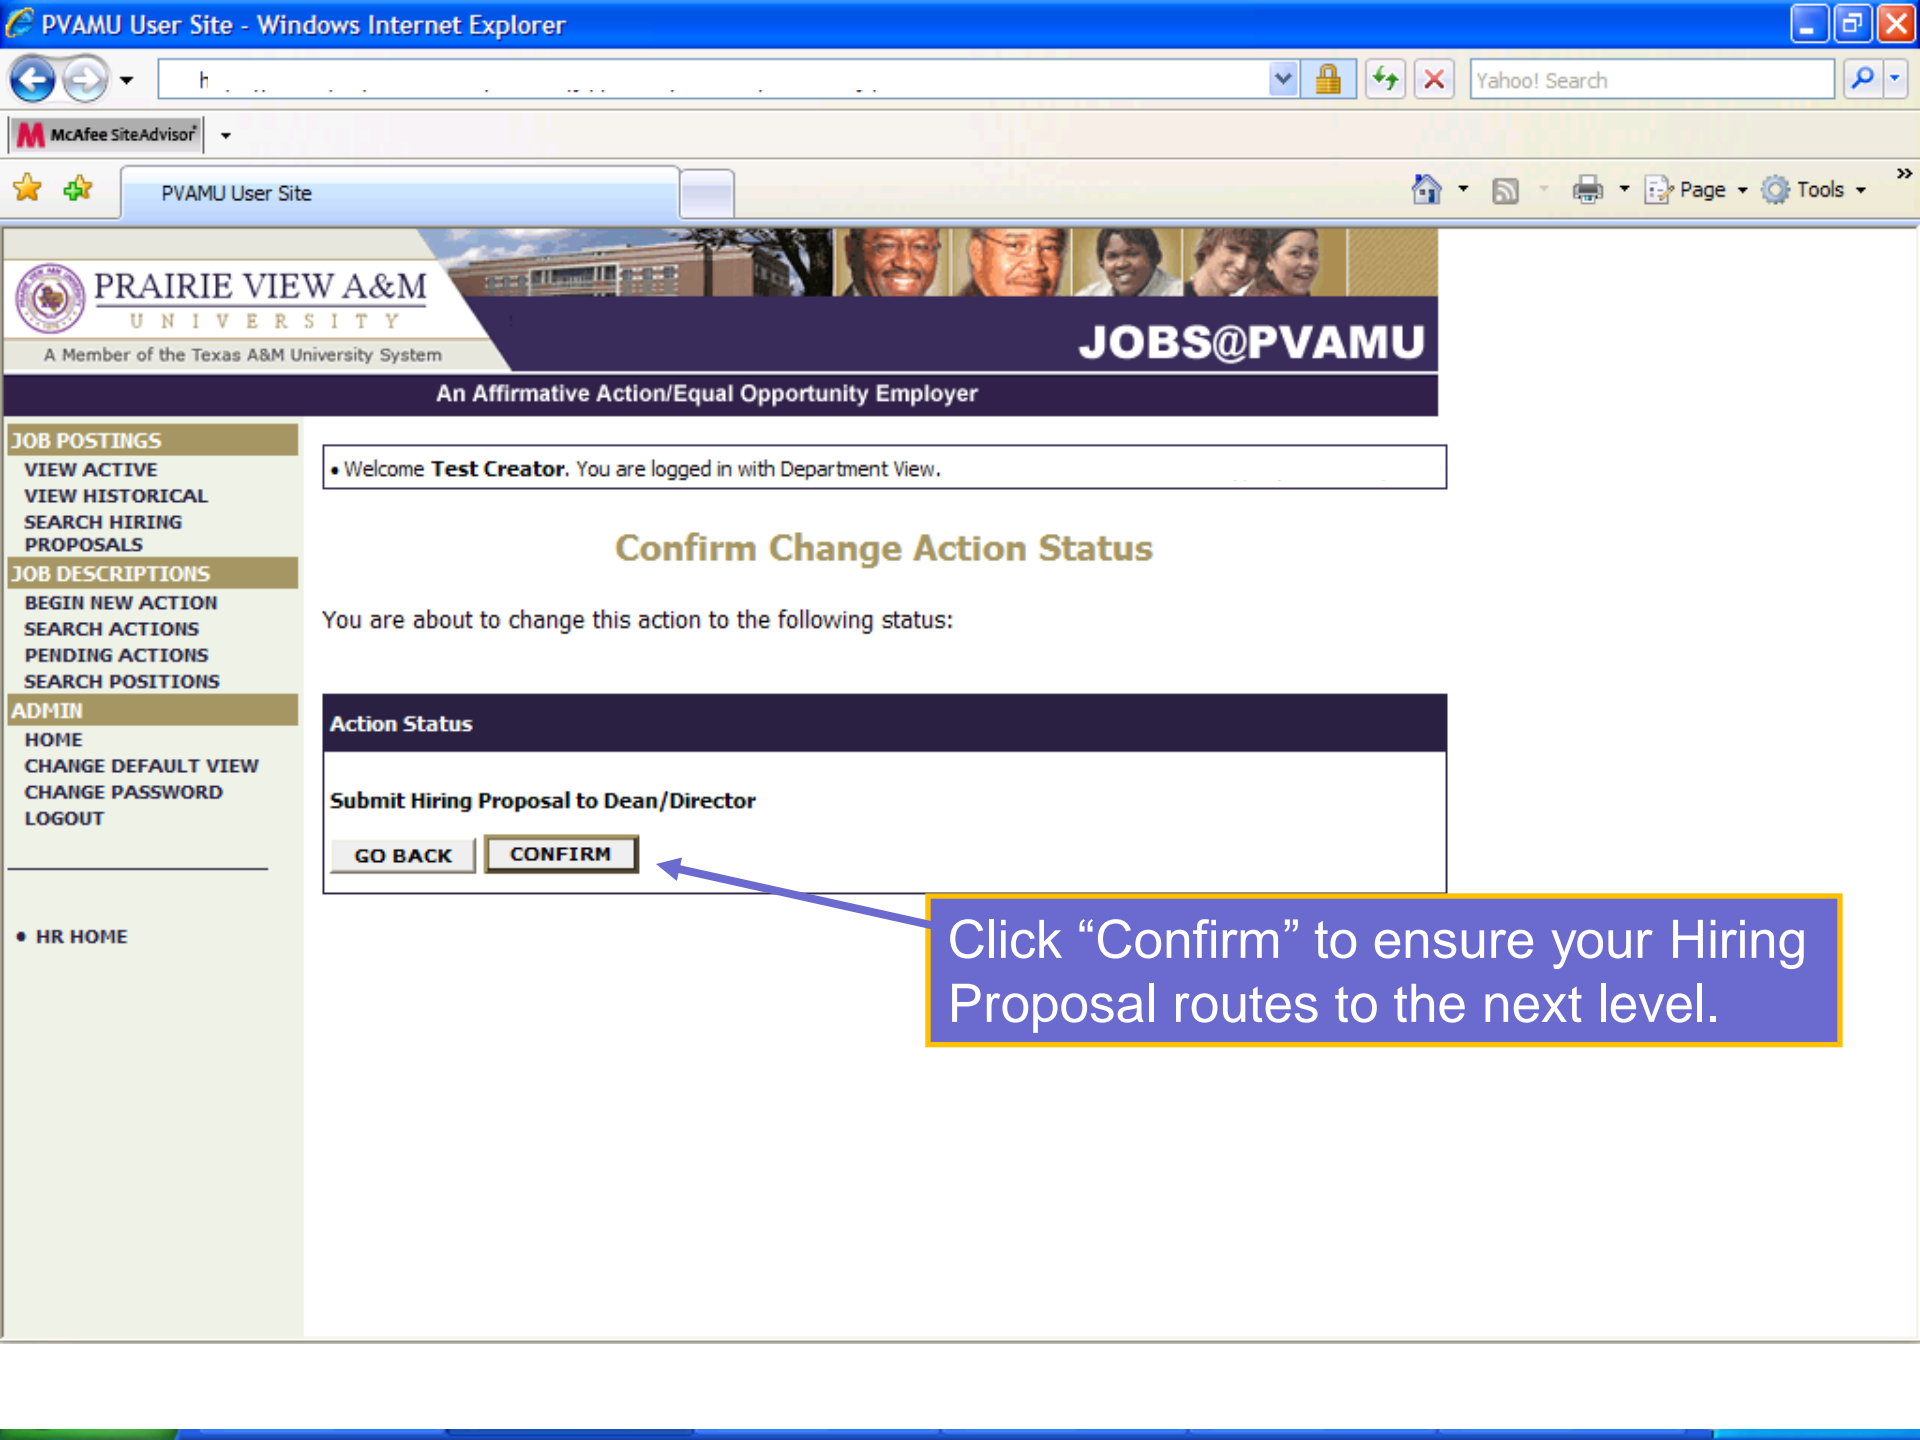 PVAMU User Site - Windows Internet Explorer
Yahoo! Search
McAfee SiteAdvisor
PVAMU User Site
Page
Tools
PRAIRIE VIEW A&M
UNIVERSITY
A Member of the Texas A&M University System
JOBS@PVAMU
An Affirmative Action/Equal Opportunity Employer
JOB POSTINGS
VIEW ACTIVE
VIEW HISTORICAL
SEARCH HIRING
PROPOSALS
JOB DESCRIPTIONS
BEGIN NEW ACTION
SEARCH ACTIONS
PENDING ACTIONS
SEARCH POSITIONS
ADMIN
HOME
CHANGE DEFAULT VIEW
CHANGE PASSWORD
LOGOUT
• HR HOME
• Welcome Test Creator. You are logged in with Department View.
Confirm Change Action Status
You are about to change this action to the following status:
Action Status
Submit Hiring Proposal to Dean/Director
GO BACK
CONFIRM
Click “Confirm” to ensure your Hiring
Proposal routes to the next level.